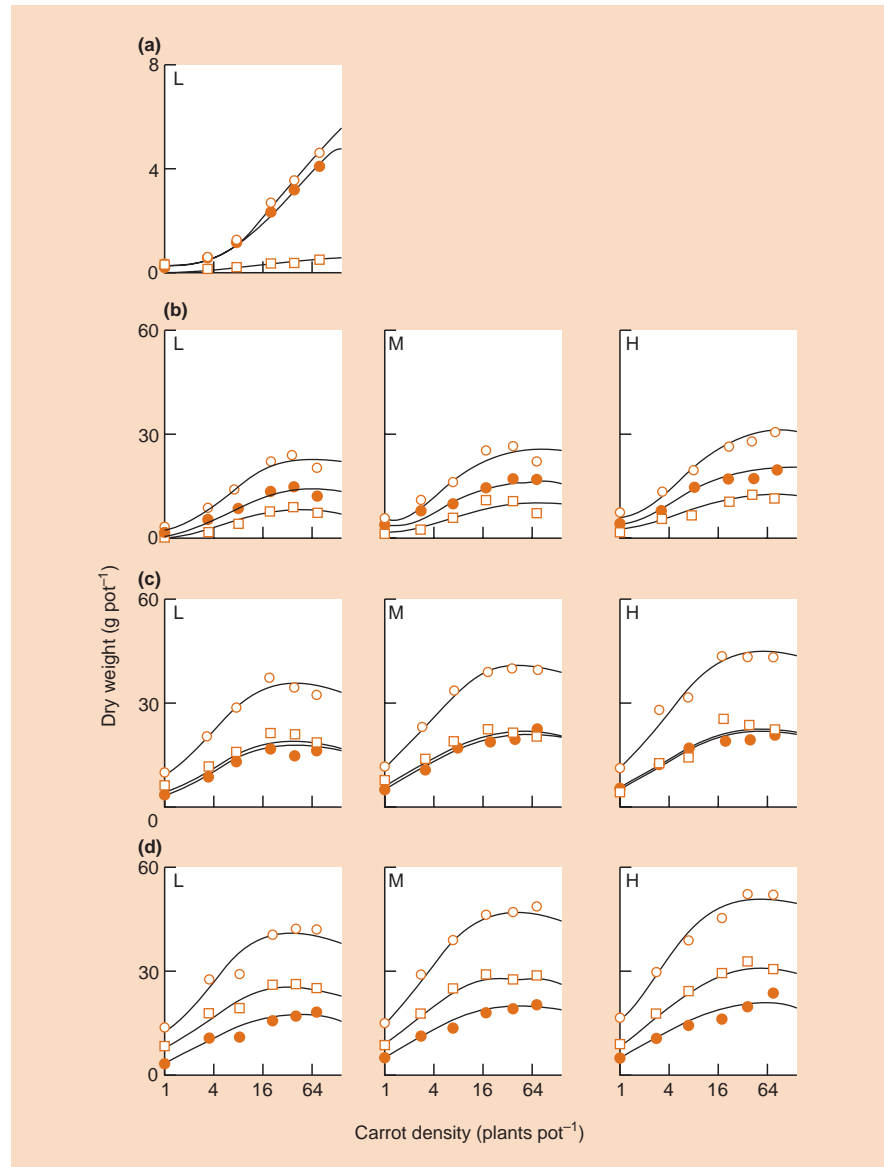 (a)
8
L
4
0
(b)
60
L
M
H
30
0
(c)
60
L
M
H
30
0
(d)
60
L
M
H
30
0
1 4 16 64
1 4 16 64
1 4 16 64
Dry weight (g pot⁻¹)
Carrot density (plants pot⁻¹)